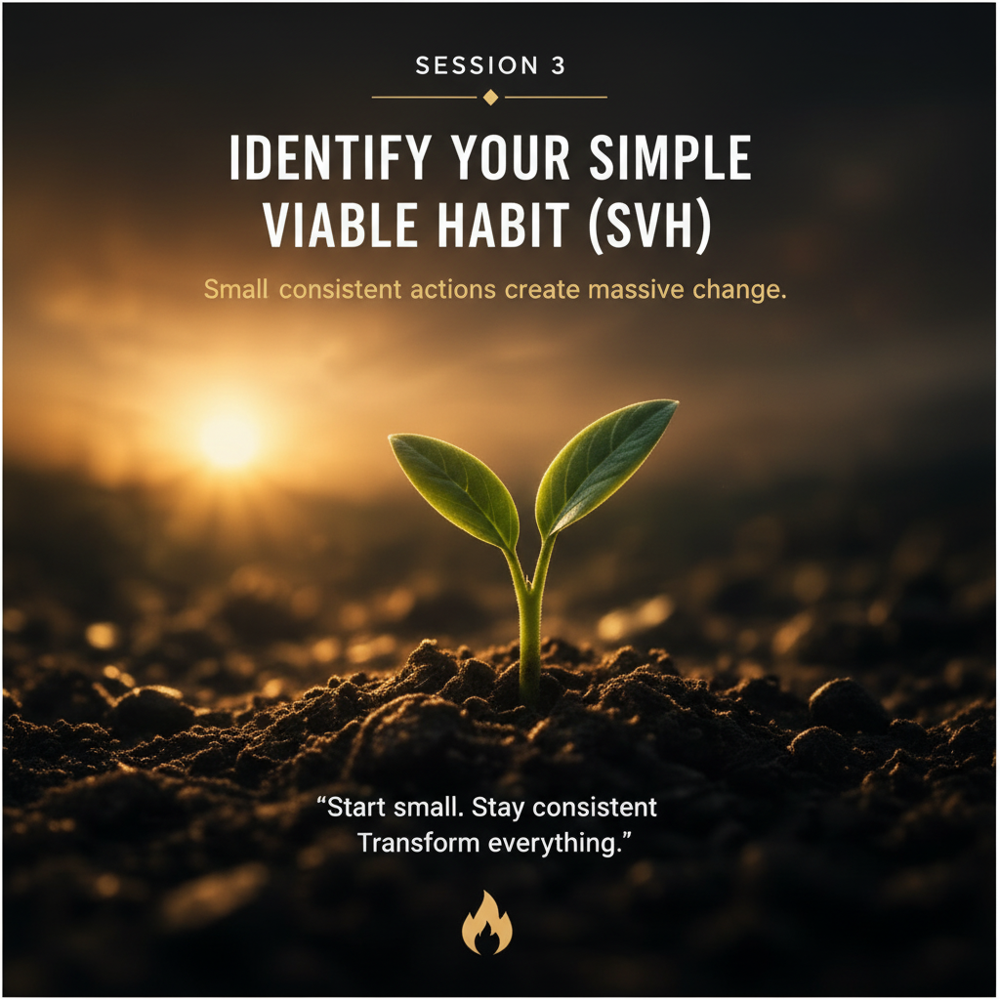 SESSION 3
IDENTIFY YOUR SIMPLE
VIABLE HABIT (SVH)
Small consistent actions create massive change.
“Start small. Stay consistent
Transform everything.”